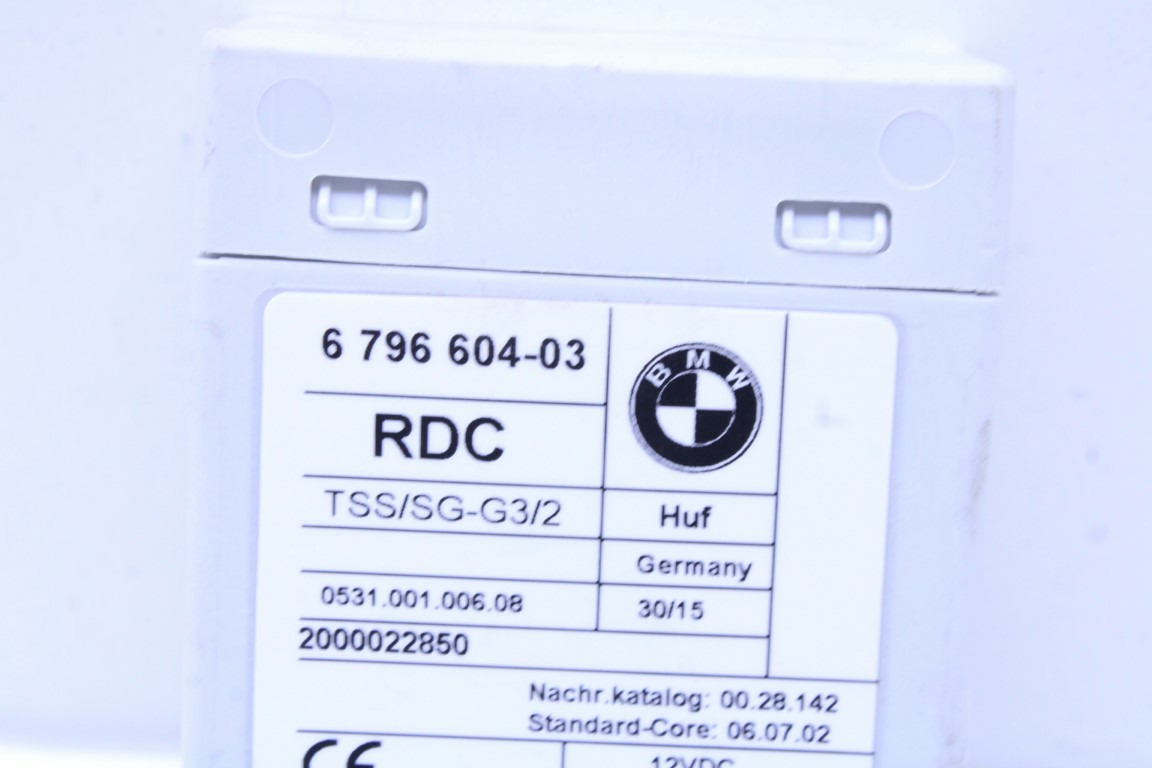 6 796 604-03
BMW
RDC
TSS/SG-G3/2
Huf
Germany
0531.001.006.08
30/15
2000022850
Nachr.katalog: 00.28.142
Standard-Core: 06.07.02
CE
12VDC